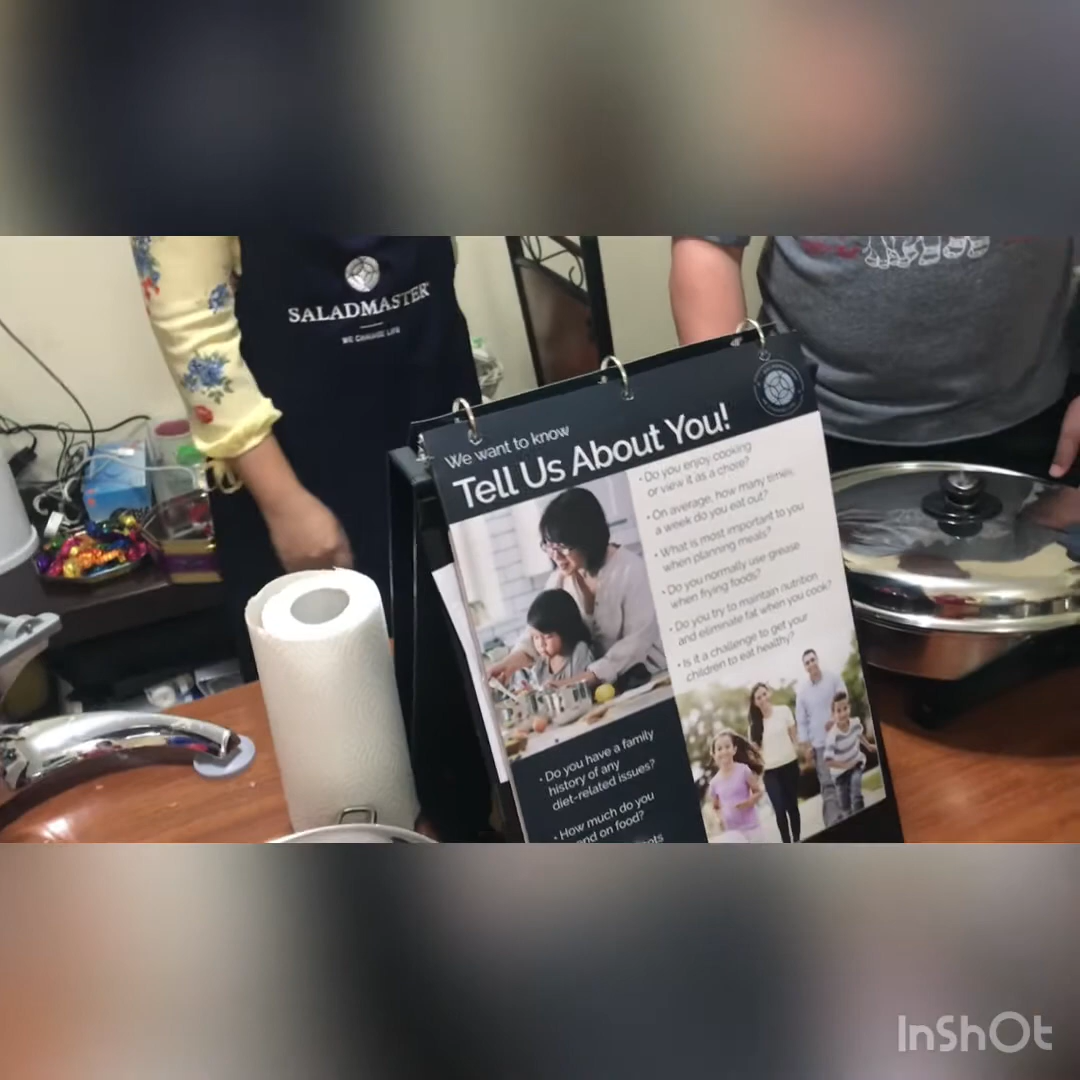 SALADMASTER
WE CHANGE LIFE
We want to know
Tell Us About You!
• Do you enjoy cooking
or view it as a chore?
• On average, how many times
a week do you eat out?
• What is most important to you
when planning meals?
• Do you normally use grease
when frying foods?
• Do you try to maintain nutrition
and eliminate fat when you cook?
• Is it a challenge to get your
children to eat healthy?
• Do you have a family
history of any
diet-related issues?
• How much do you
on food?
InShOt